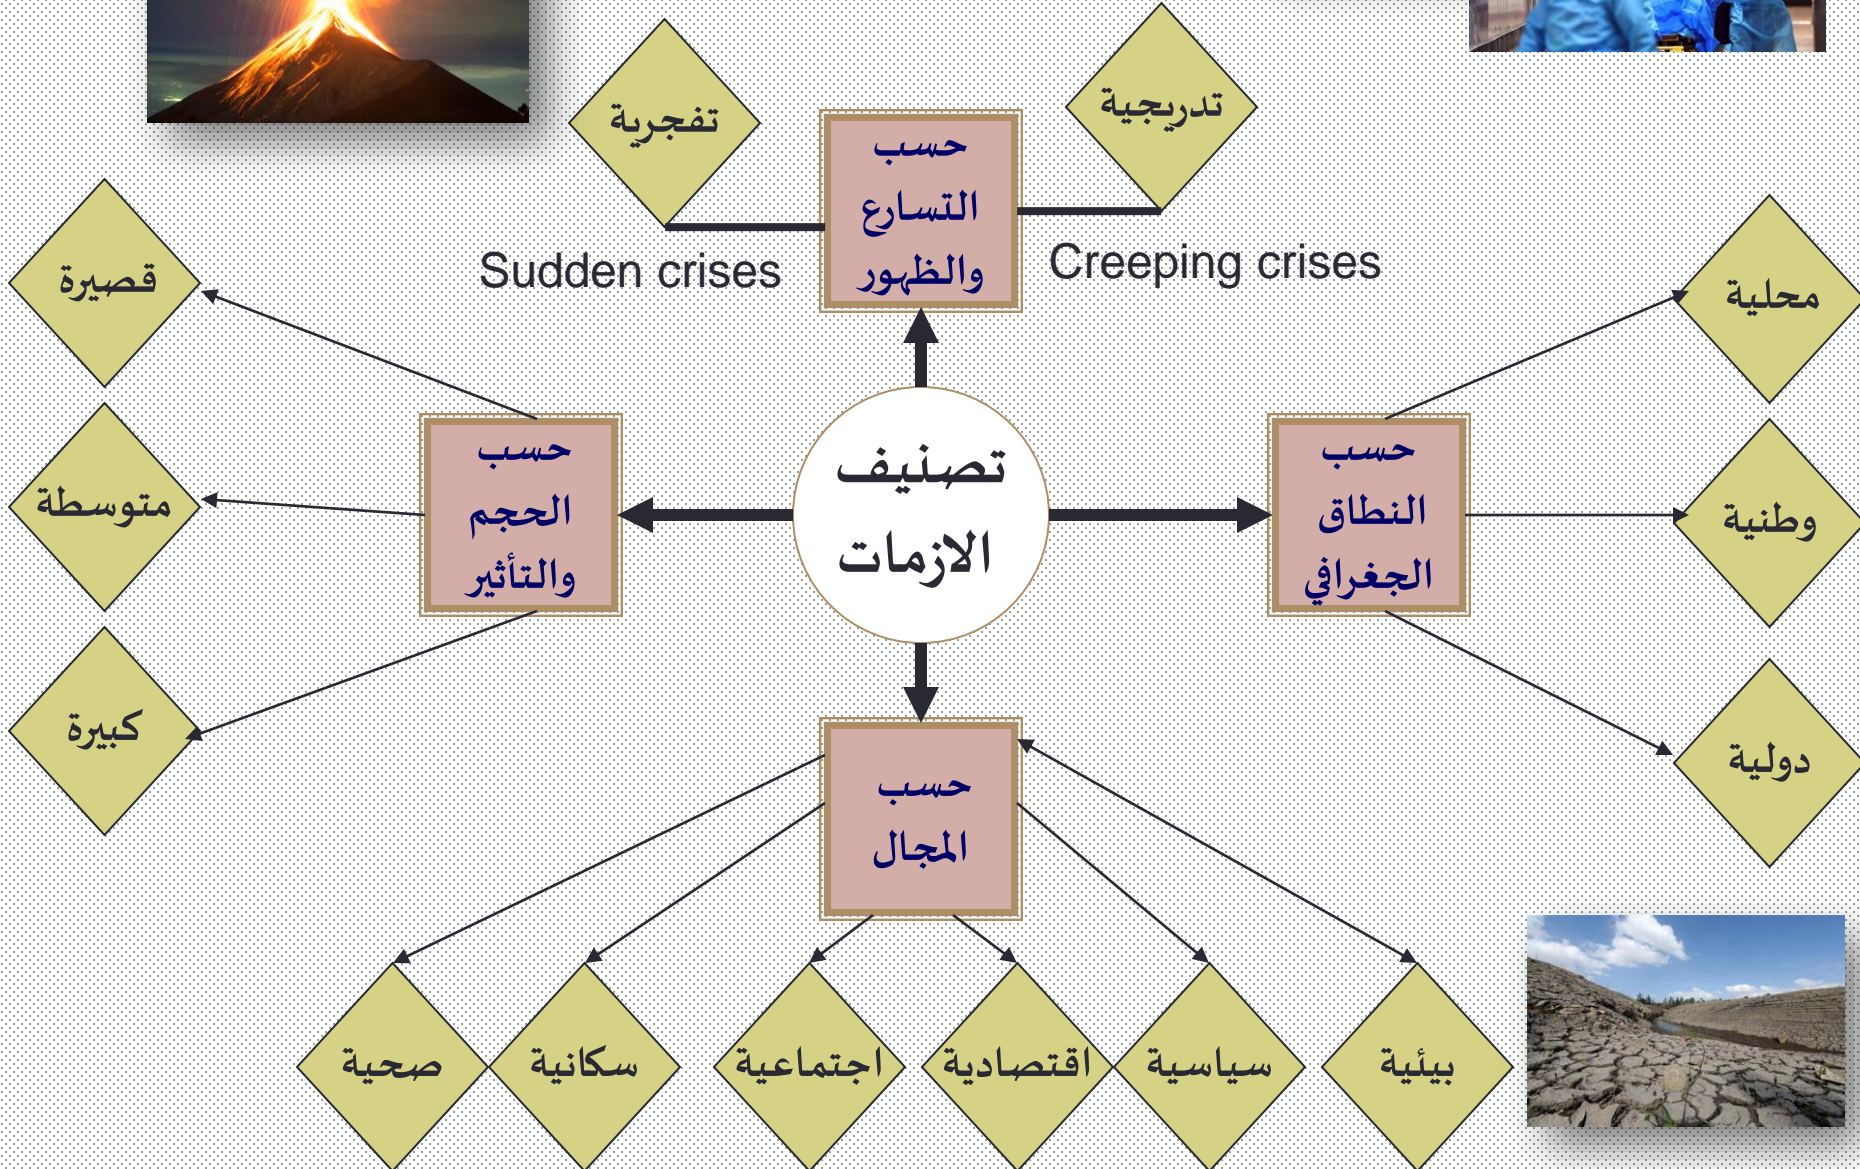 تفجرية
تدريجية
حسب
التسارع
والظهور
Sudden crises
Creeping crises
محلية
قصيرة
حسب
النطاق
الجغرافي
تصنيف
الازمات
حسب
الحجم
والتأثير
وطنية
متوسطة
دولية
كبيرة
حسب
المجال
بيئية
سياسية
اقتصادية
اجتماعية
سكانية
صحية